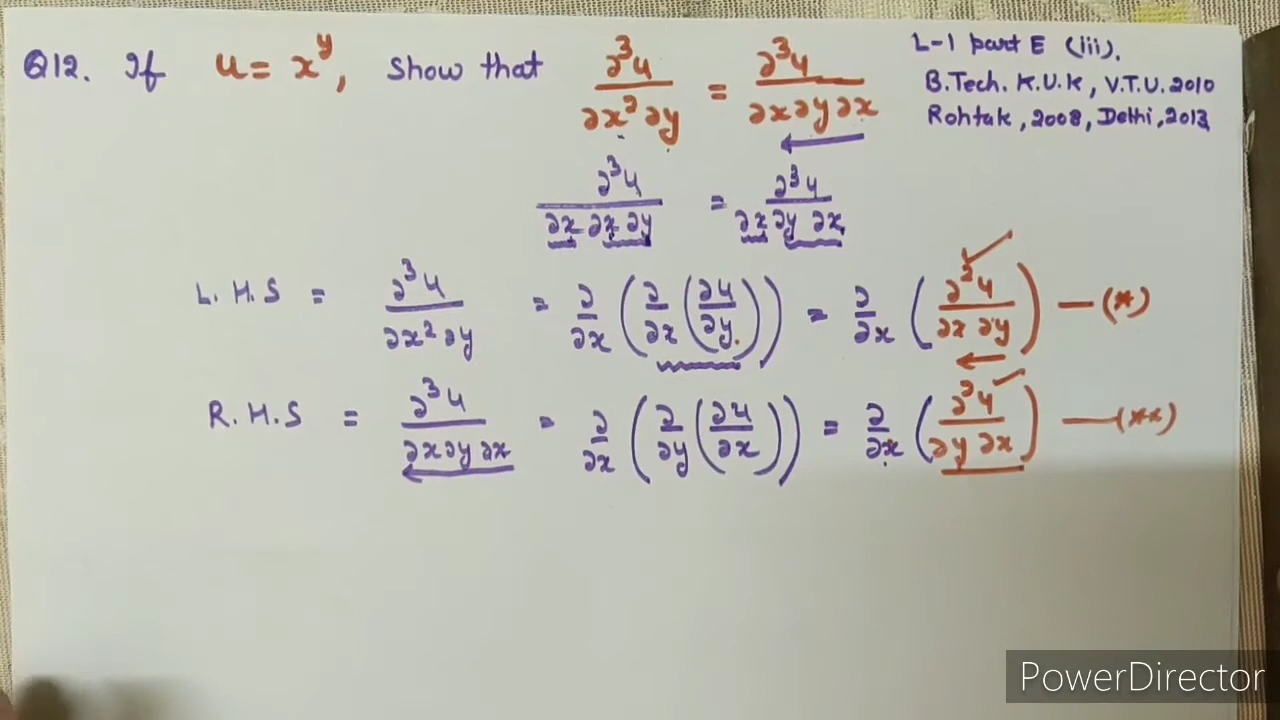 Q12. If u = x^y, Show that ∂³u/∂x²∂y = ∂³u/∂x∂y∂x
L-1 part E (iii).
B.Tech. K.U.K, V.T.U. 2010
Rohtak, 2008, Delhi, 2013
∂³u/∂x ∂x ∂y = ∂³u/∂x ∂y ∂x
L.H.S = ∂³u/∂x²∂y = ∂/∂x (∂/∂x (∂u/∂y)) = ∂/∂x (∂²u/∂x ∂y) — (*)
R.H.S = ∂³u/∂x∂y∂x = ∂/∂x (∂/∂y (∂u/∂x)) = ∂/∂x (∂²u/∂y ∂x) — (**)
PowerDirector